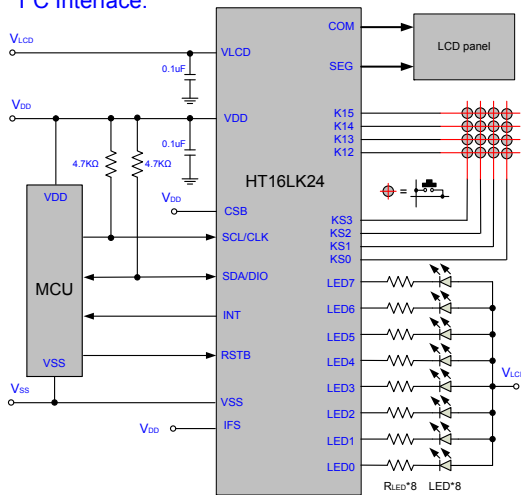 I²C Interface:
VLCD
0.1uF
VLCD
COM
SEG
LCD panel
VDD
0.1uF
VDD
4.7KΩ
4.7KΩ
K15
K14
K13
K12
HT16LK24
=
VDD
CSB
VDD
MCU
VSS
SCL/CLK
SDA/DIO
INT
RSTB
KS3
KS2
KS1
KS0
LED7
LED6
LED5
LED4
LED3
LED2
LED1
LED0
VSS
VSS
VDD
IFS
RLED*8
LED*8